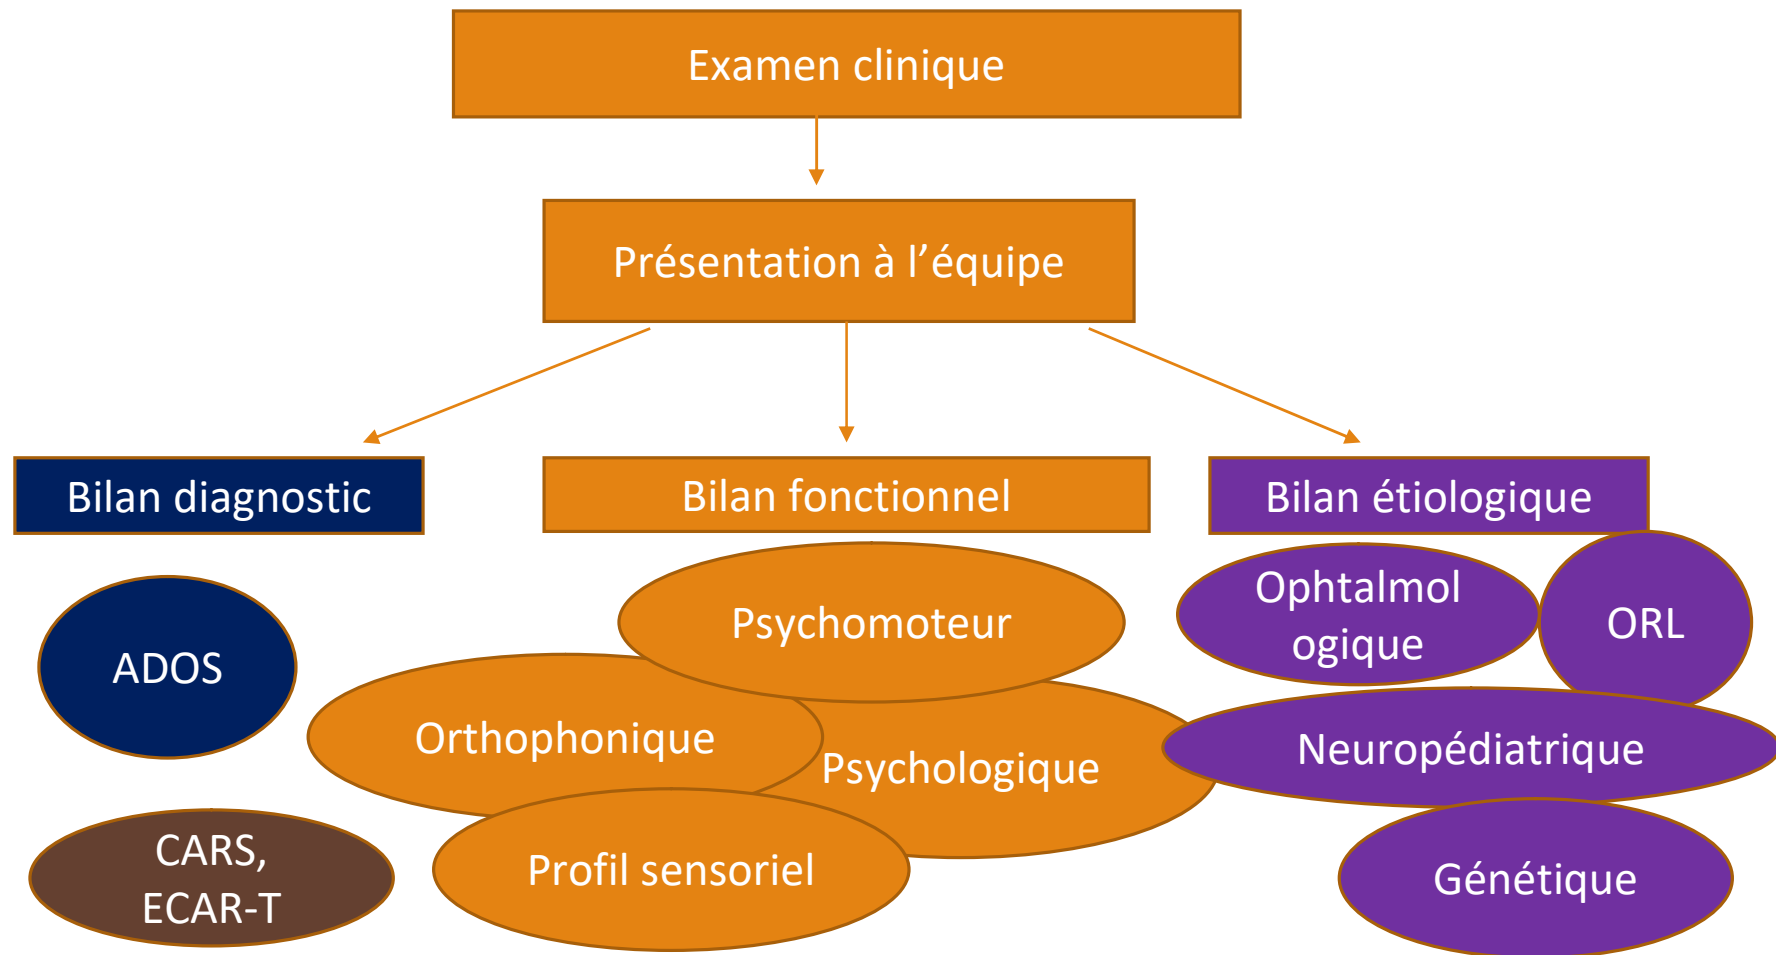 Examen clinique
Présentation à l’équipe
Bilan diagnostic
Bilan fonctionnel
Bilan étiologique
ADOS
CARS,
ECAR-T
Psychomoteur
Orthophonique
Psychologique
Profil sensoriel
Ophtalmol
ogique
ORL
Neuropédiatrique
Génétique